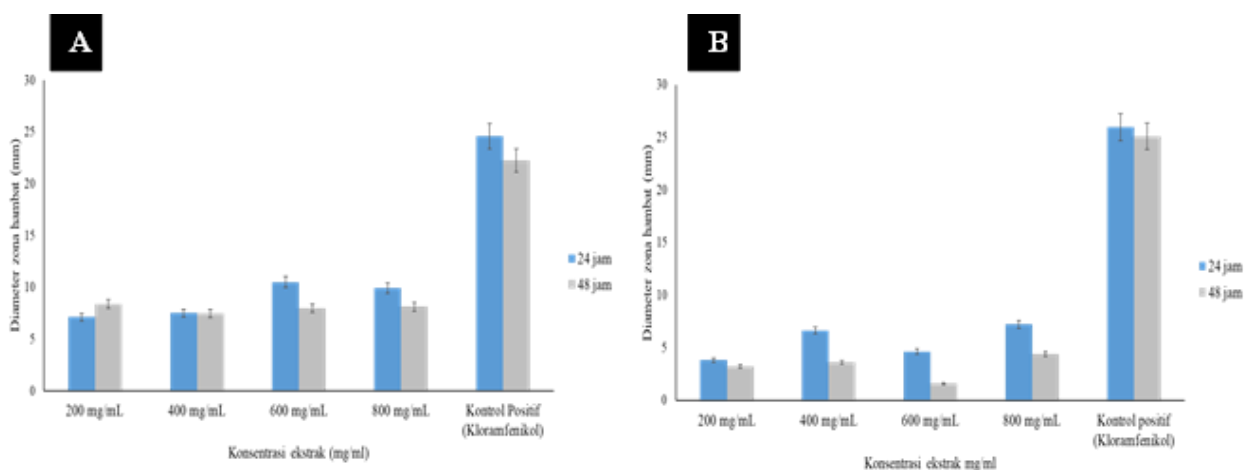 A
Diameter zona hambat (mm)
30
25
20
15
10
5
0
200 mg/mL
400 mg/mL
600 mg/mL
800 mg/mL
Kontrol Positif
(Kloramfenikol)
Konsentrasi ekstrak (mg/ml)
24 jam
48 jam
B
Diameter zona hambat (mm)
30
25
20
15
10
5
0
200 mg/mL
400 mg/mL
600 mg/mL
800 mg/mL
Kontrol positif
(Kloramfenikol)
Konsentrasi ekstrak mg/ml
24 jam
48 jam